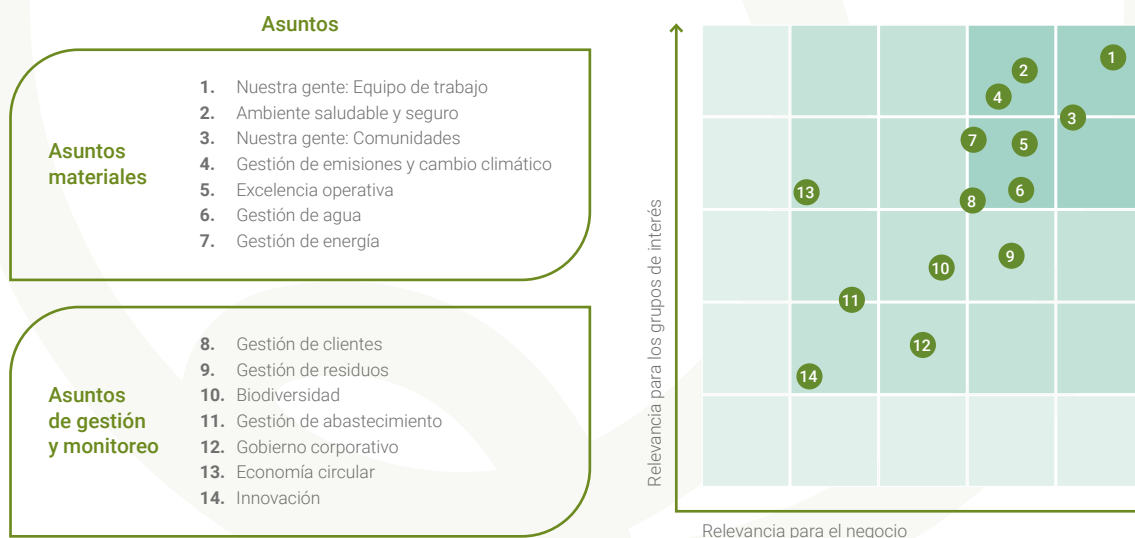 Asuntos
Asuntos
materiales
1. Nuestra gente: Equipo de trabajo
2. Ambiente saludable y seguro
3. Nuestra gente: Comunidades
4. Gestión de emisiones y cambio climático
5. Excelencia operativa
6. Gestión de agua
7. Gestión de energía
Asuntos
de gestión
y monitoreo
8. Gestión de clientes
9. Gestión de residuos
10. Biodiversidad
11. Gestión de abastecimiento
12. Gobierno corporativo
13. Economía circular
14. Innovación
Relevancia para los grupos de interés
1
2
4
3
7
5
13
6
8
9
10
11
12
14
Relevancia para el negocio